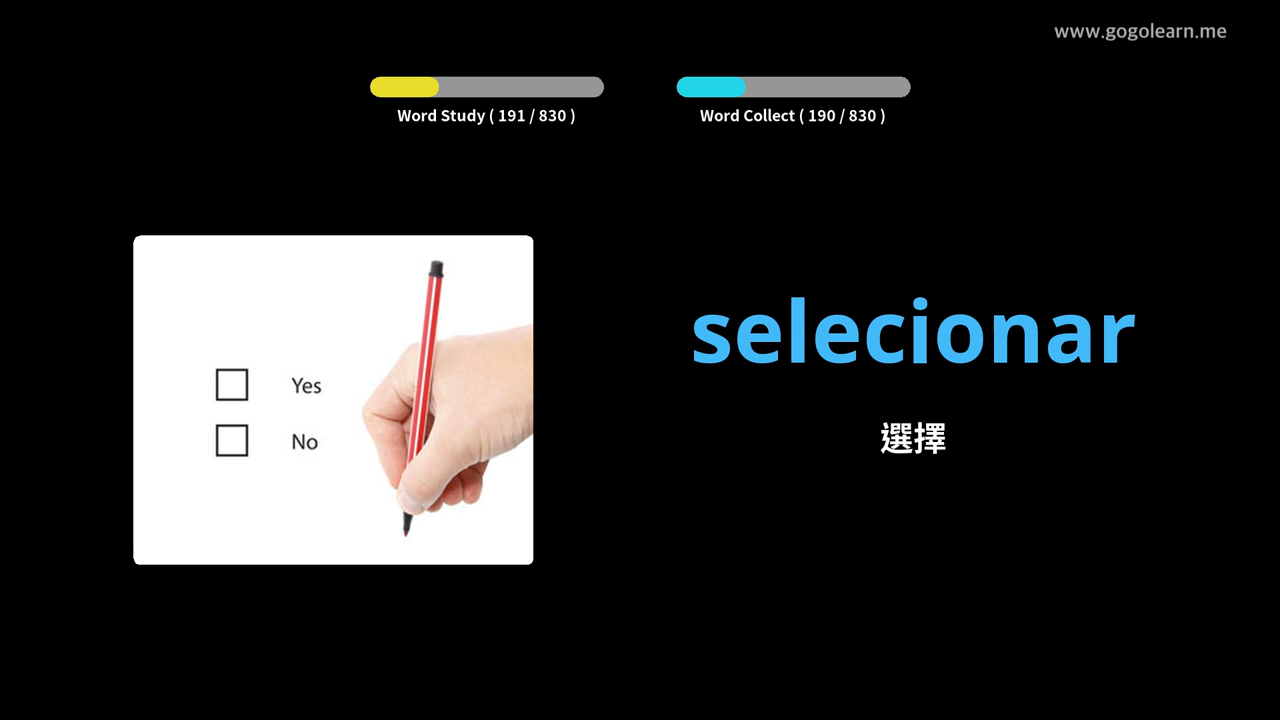 www.gogolearn.me
Word Study ( 191 / 830 )
Word Collect ( 190 / 830 )
Yes
No
selecionar
選擇